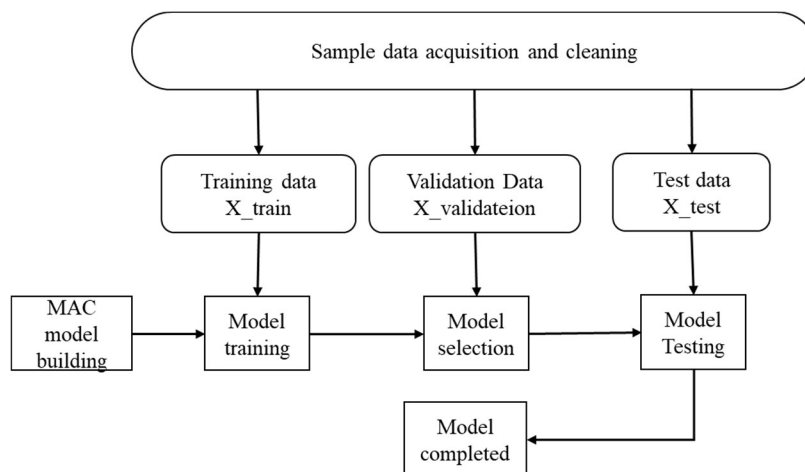 Sample data acquisition and cleaning
Training data
X_train
Validation Data
X_validateion
Test data
X_test
MAC
model
building
Model
training
Model
selection
Model
Testing
Model
completed